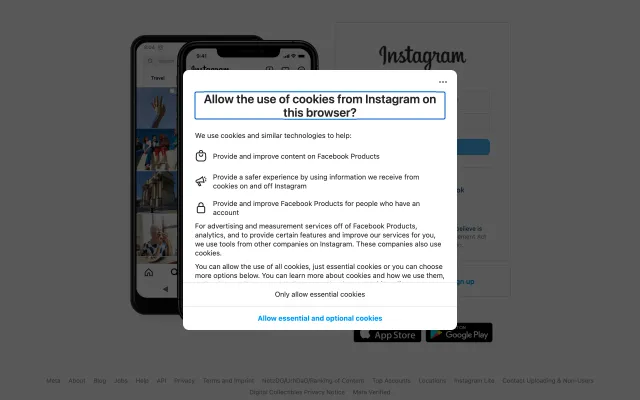 Instagram
9:41
Travel
Allow the use of cookies from Instagram on
this browser?
We use cookies and similar technologies to help:
Provide and improve content on Facebook Products
Provide a safer experience by using information we receive from
cookies on and off Instagram
Provide and improve Facebook Products for people who have an
account
For advertising and measurement services off of Facebook Products,
analytics, and to provide certain features and improve our services for you,
we use tools from other companies on Instagram. These companies also use
cookies.
You can allow the use of all cookies, just essential cookies or you can choose
more options below. You can learn more about cookies and how we use them,
Only allow essential cookies
Allow essential and optional cookies
Sign up
App Store
Google Play
Meta About Blog Jobs Help API Privacy Terms and Imprint Top Accounts Locations Instagram Lite Contact Uploading & Non-Users
Digital Collectibles Privacy Notice Meta Verified